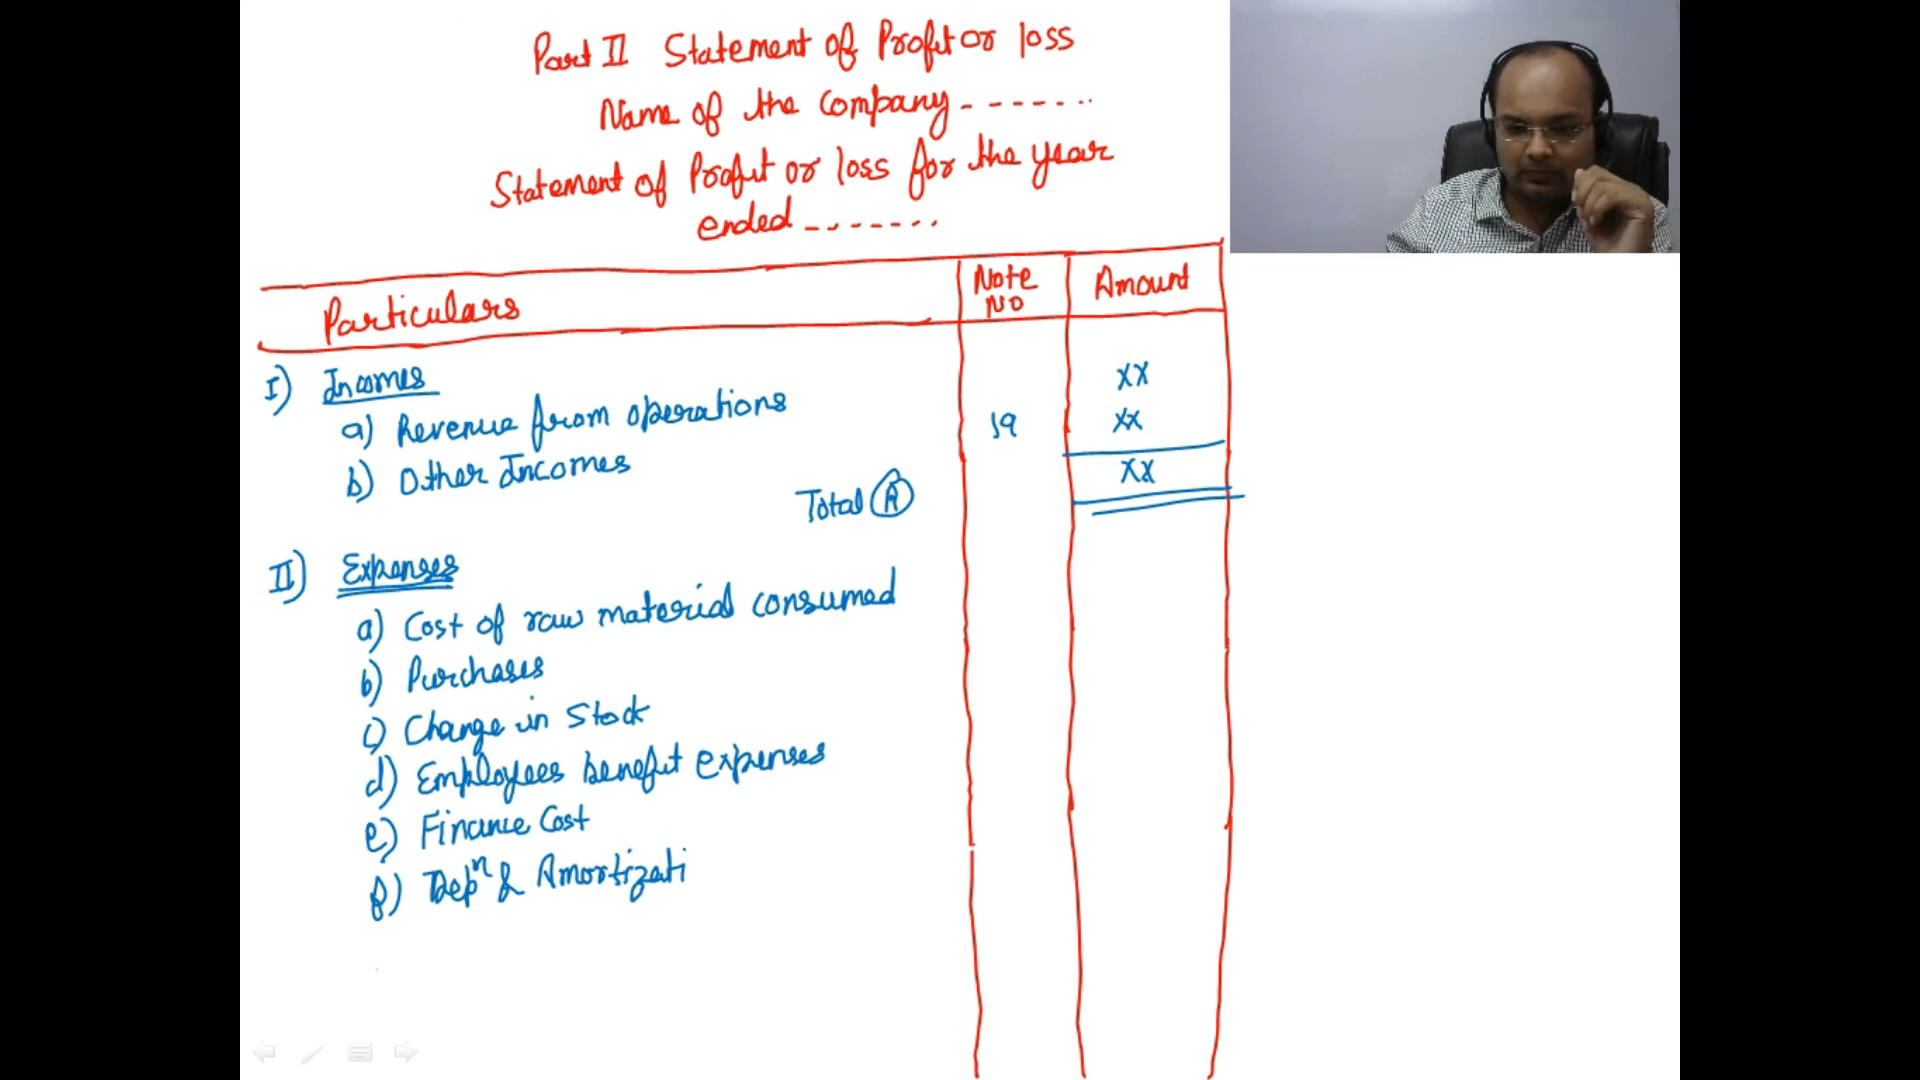 Part II Statement of Profit or loss
Name of the company -------
Statement of Profit or loss for the year
ended -------
Particulars Note No Amount
I) Incomes XX
a) Revenue from operations 19 XX
b) Other Incomes XX
Total (A)
II) Expenses
a) Cost of raw material consumed
b) Purchases
c) Change in Stock
d) Employees benefit expenses
e) Finance Cost
f) Depⁿ & Amortizati